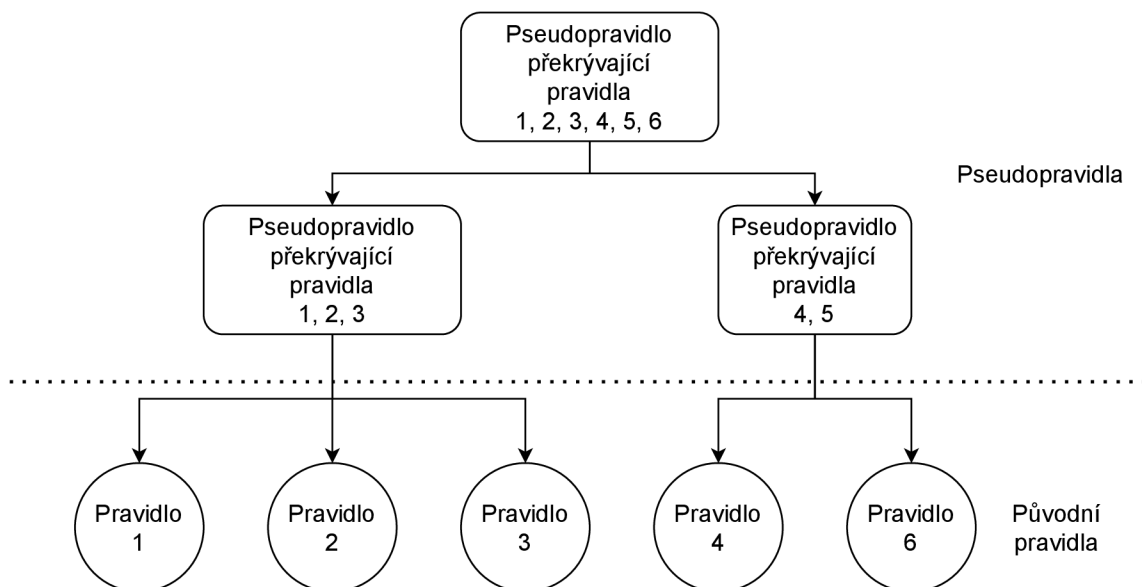 Pseudopravidlo
překrývající
pravidla
1, 2, 3, 4, 5, 6
Pseudopravidla
Pseudopravidlo
překrývající
pravidla
1, 2, 3
Pseudopravidlo
překrývající
pravidla
4, 5
Pravidlo
1
Pravidlo
2
Pravidlo
3
Pravidlo
4
Pravidlo
6
Původní
pravidla